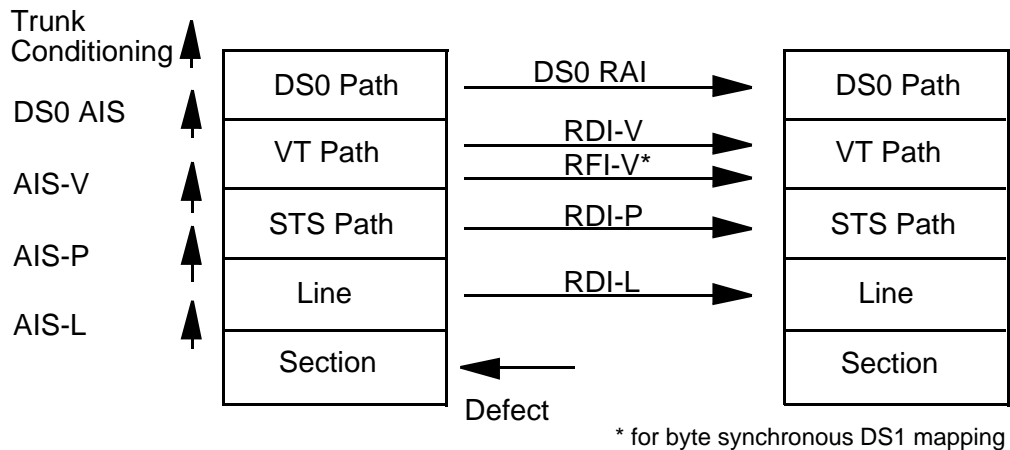 Trunk
Conditioning
DS0 Path
DS0 RAI
DS0 Path
DS0 AIS
VT Path
RDI-V
RFI-V*
VT Path
AIS-V
STS Path
RDI-P
STS Path
AIS-P
Line
RDI-L
Line
AIS-L
Section
Defect
Section
* for byte synchronous DS1 mapping